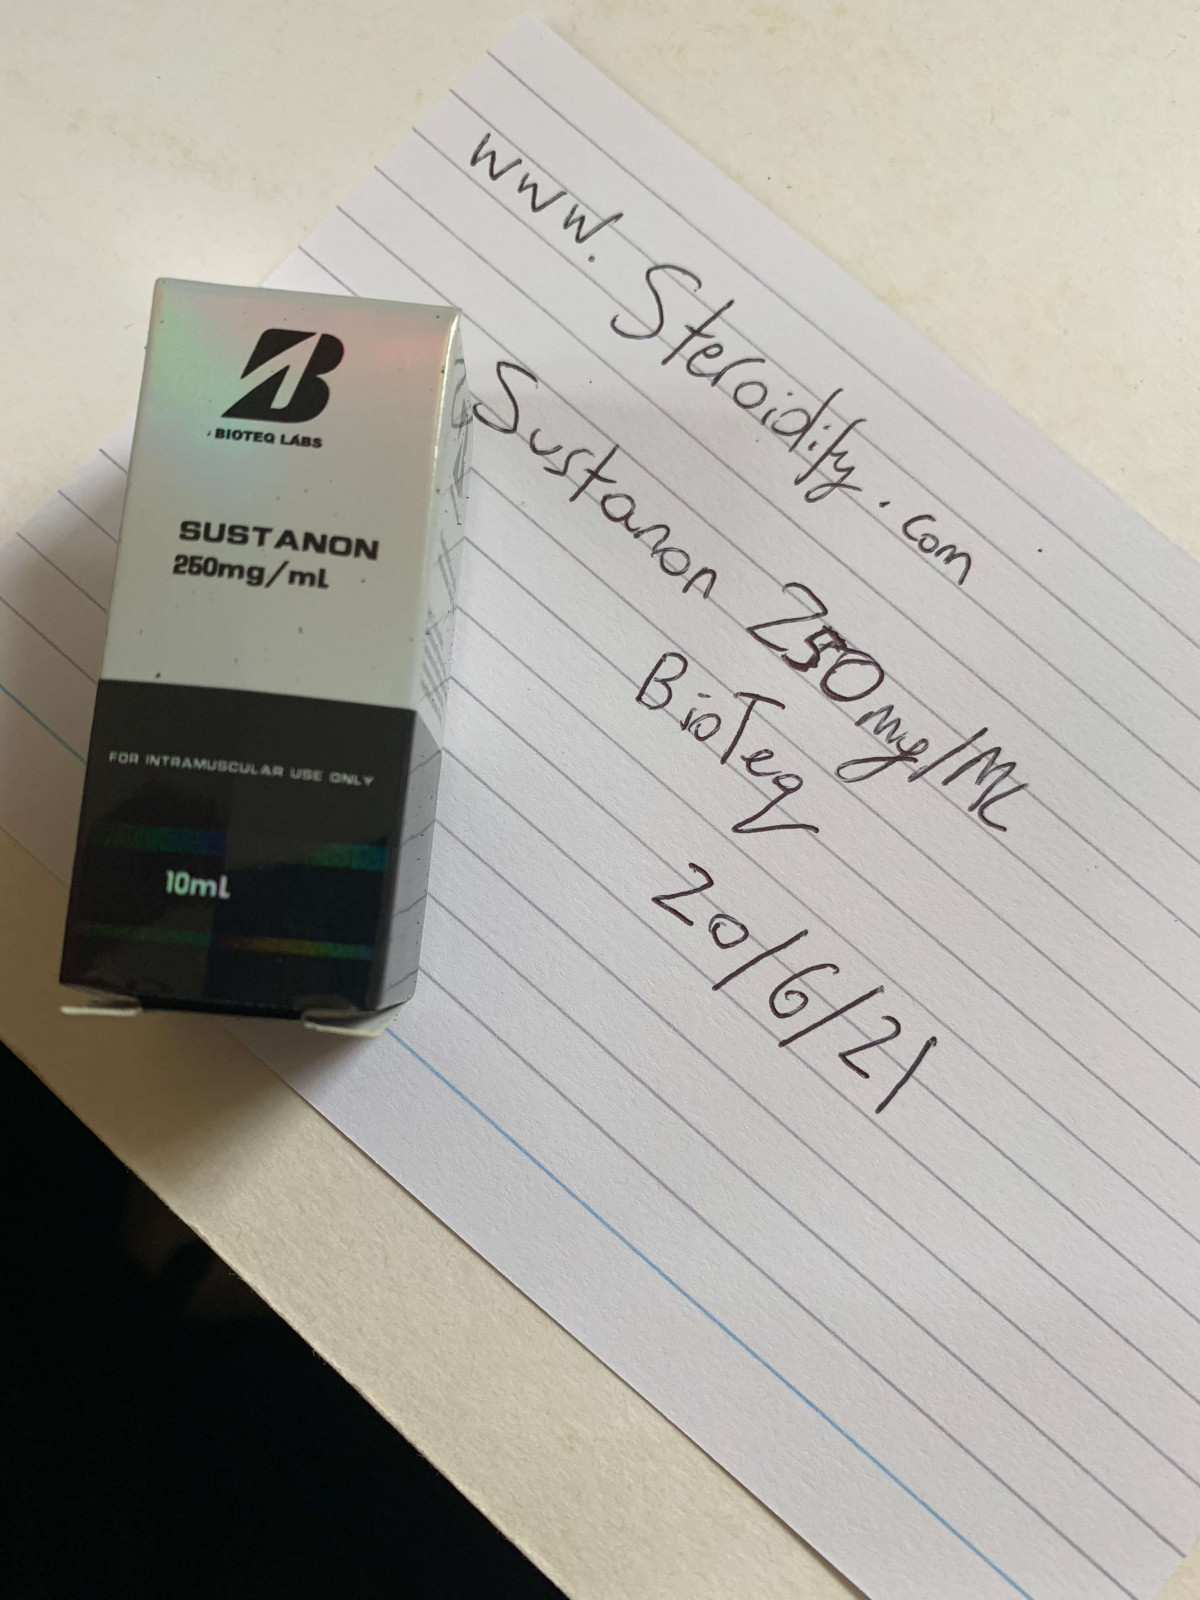 BIOTEQ LABS
SUSTANON
250mg/mL
FOR INTRAMUSCULAR USE ONLY
10mL
www.Steroidify.com
Sustanon 250mg/ML
BioTeq
20/6/21